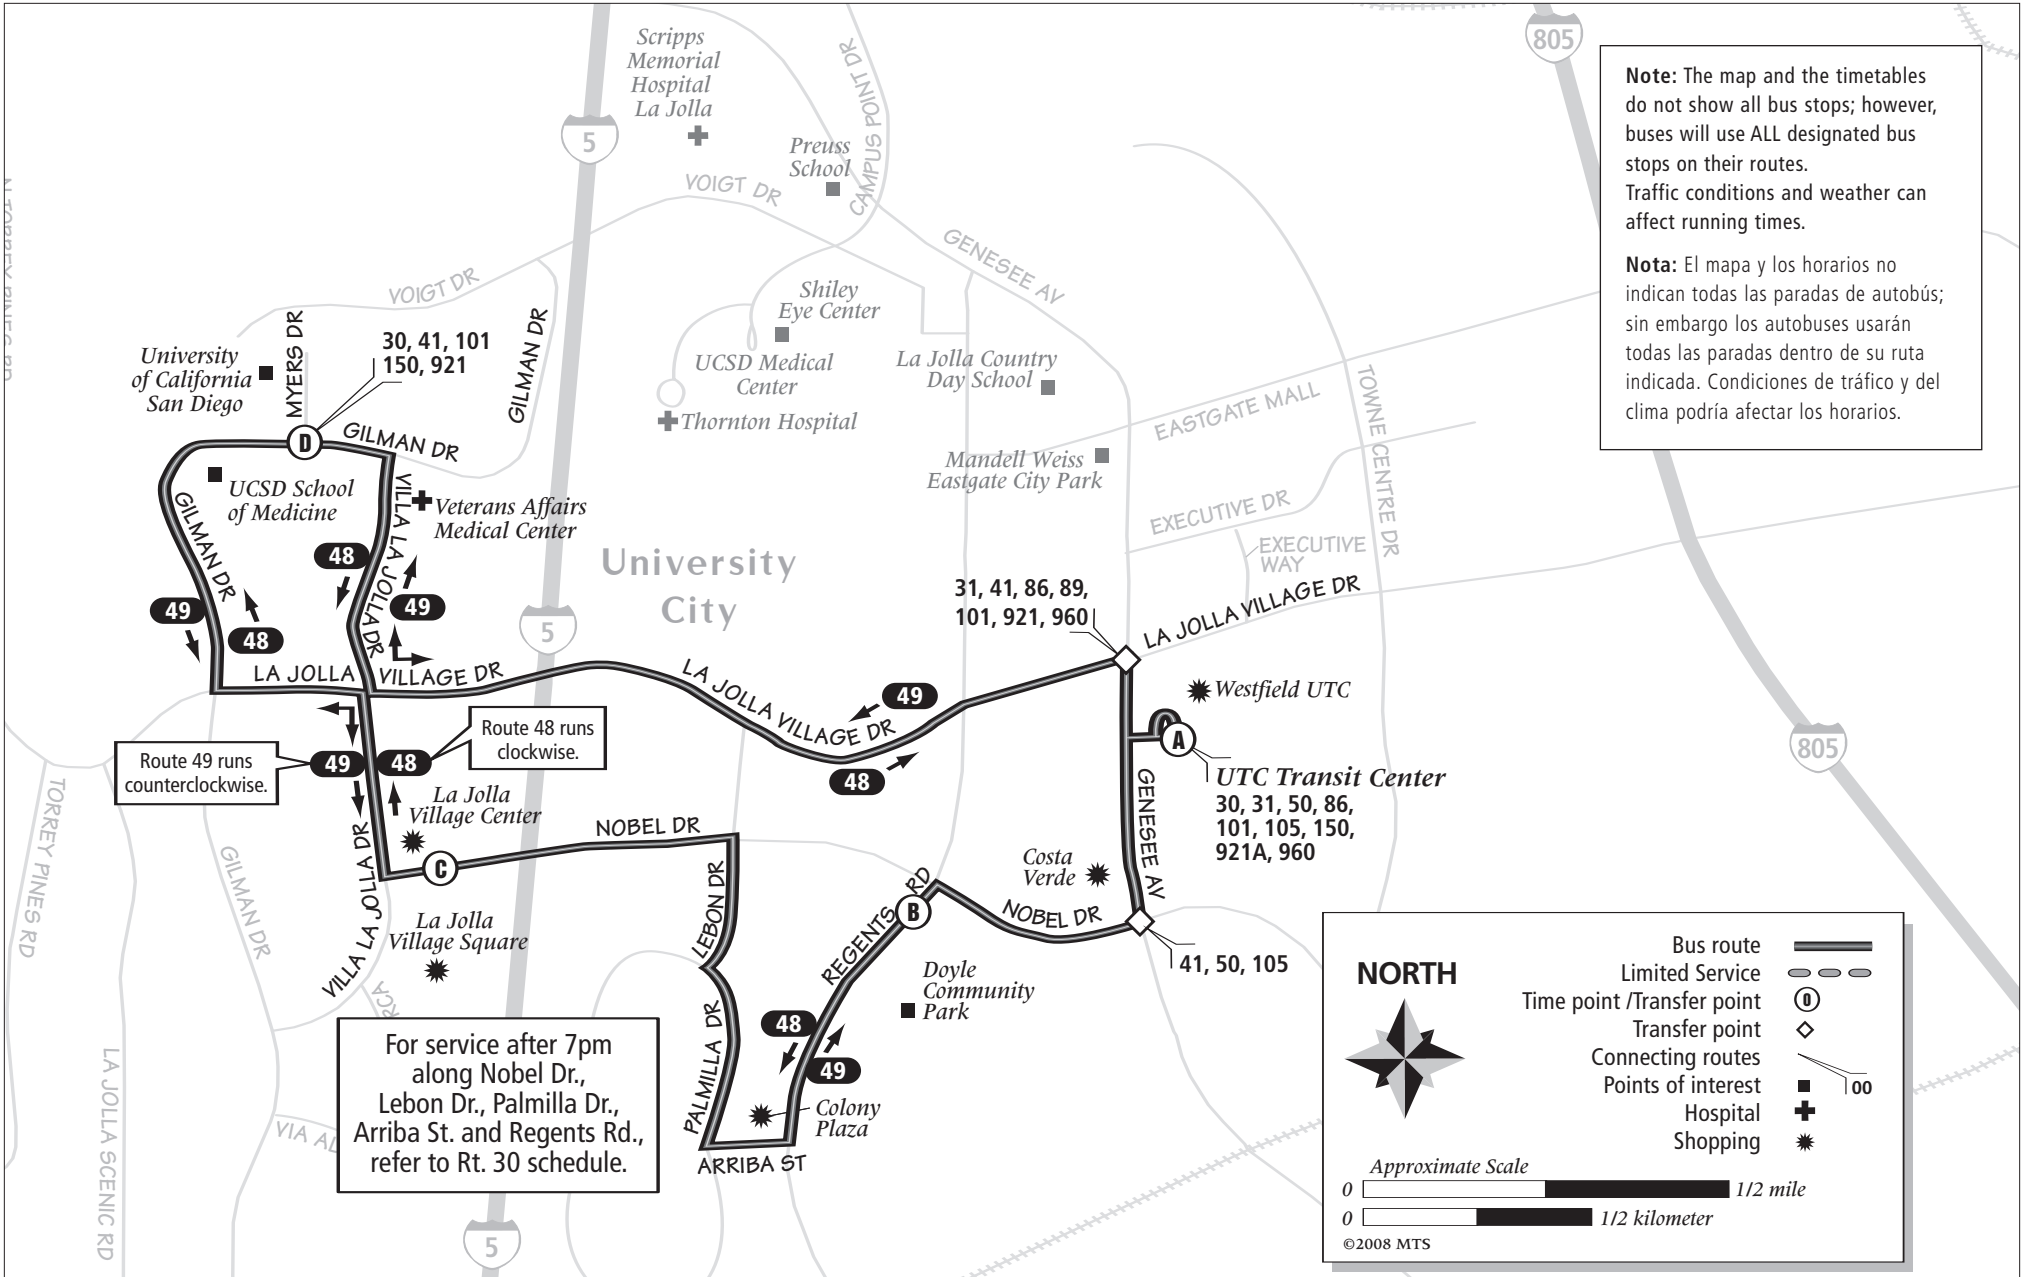 Scripps
Memorial
Hospital
La Jolla
5
805
Preuss
School
CAMPUS POINT DR
VOIGT DR
GENESEE AV
Note: The map and the timetables
do not show all bus stops; however,
buses will use ALL designated bus
stops on their routes.
Traffic conditions and weather can
affect running times.
Nota: El mapa y los horarios no
indican todas las paradas de autobús;
sin embargo los autobuses usarán
todas las paradas dentro de su ruta
indicada. Condiciones de tráfico y del
clima podría afectar los horarios.
N TORREY PINES RD
VOIGT DR
MYERS DR
GILMAN DR
30, 41, 101
150, 921
University
of California
San Diego
Shiley
Eye Center
UCSD Medical
Center
Thornton Hospital
La Jolla Country
Day School
EASTGATE MALL
TOWNE CENTRE DR
D
GILMAN DR
Mandell Weiss
Eastgate City Park
EXECUTIVE DR
EXECUTIVE
WAY
UCSD School
of Medicine
VILLA LA JOLLA DR
Veterans Affairs
Medical Center
GILMAN DR
48
49
49
48
University
City
5
31, 41, 86, 89,
101, 921, 960
LA JOLLA VILLAGE DR
LA JOLLA VILLAGE DR
LA JOLLA VILLAGE DR
49
48
Westfield UTC
A
UTC Transit Center
30, 31, 50, 86,
101, 105, 150,
921A, 960
805
GENESEE AV
Route 49 runs
counterclockwise.
49
48
Route 48 runs
clockwise.
La Jolla
Village Center
NOBEL DR
C
VILLA LA JOLLA DR
La Jolla
Village Square
TORREY PINES RD
GILMAN DR
LEBON DR
PALMILLA DR
REGENTS RD
B
Costa
Verde
NOBEL DR
41, 50, 105
Doyle
Community
Park
48
49
Colony
Plaza
ARRIBA ST
LA JOLLA SCENIC RD
For service after 7pm
along Nobel Dr.,
Lebon Dr., Palmilla Dr.,
Arriba St. and Regents Rd.,
refer to Rt. 30 schedule.
5
NORTH
Bus route
Limited Service
Time point /Transfer point
0
Transfer point
Connecting routes
00
Points of interest
Hospital
Shopping
Approximate Scale
0
1/2 mile
0
1/2 kilometer
©2008 MTS